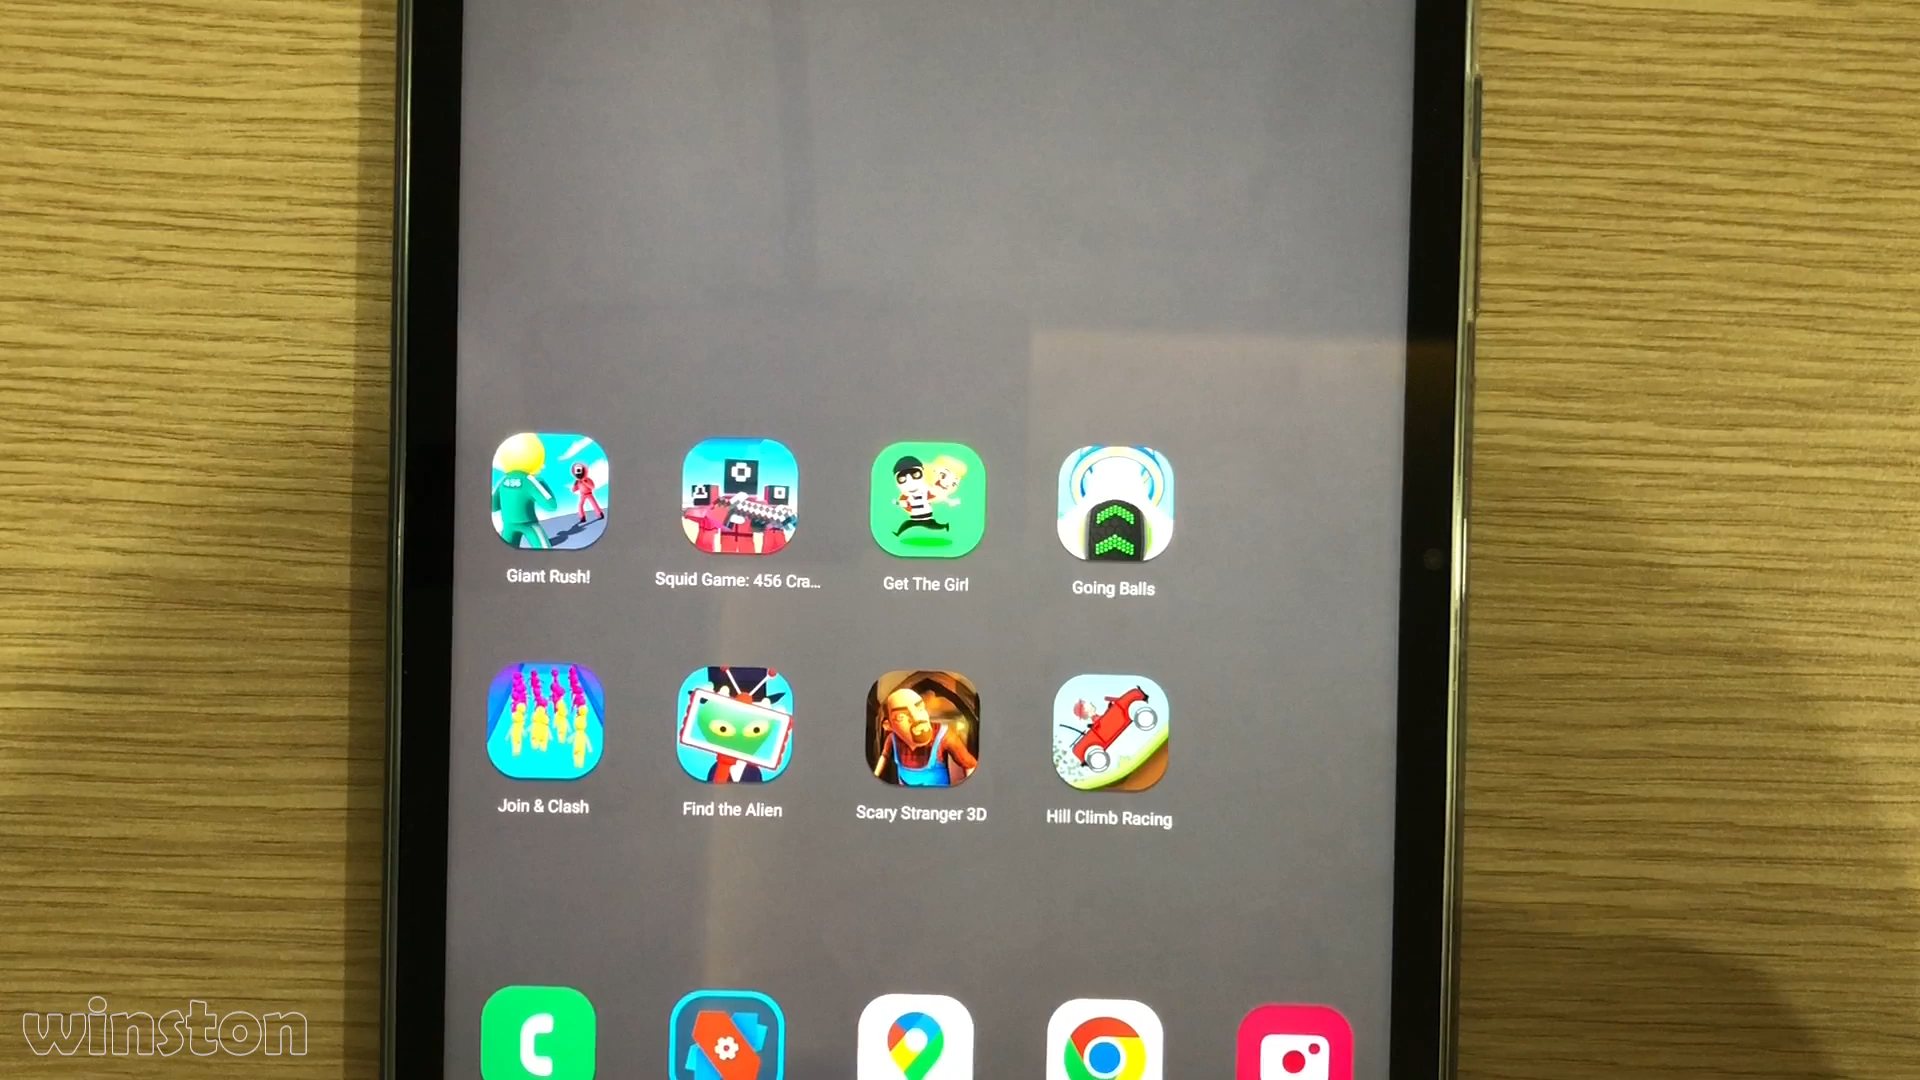 456
Giant Rush!
Squid Game: 456 Cra...
Get The Girl
Going Balls
Join & Clash
Find the Alien
Scary Stranger 3D
Hill Climb Racing
winston